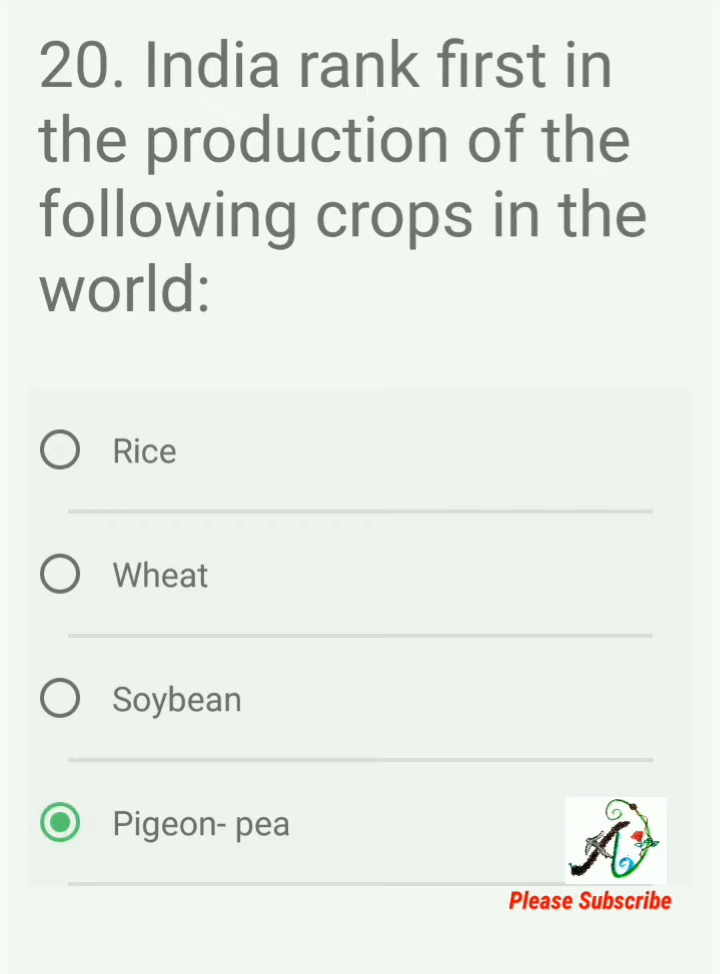 20. India rank first in
the production of the
following crops in the
world:
Rice
Wheat
Soybean
Pigeon- pea
Please Subscribe